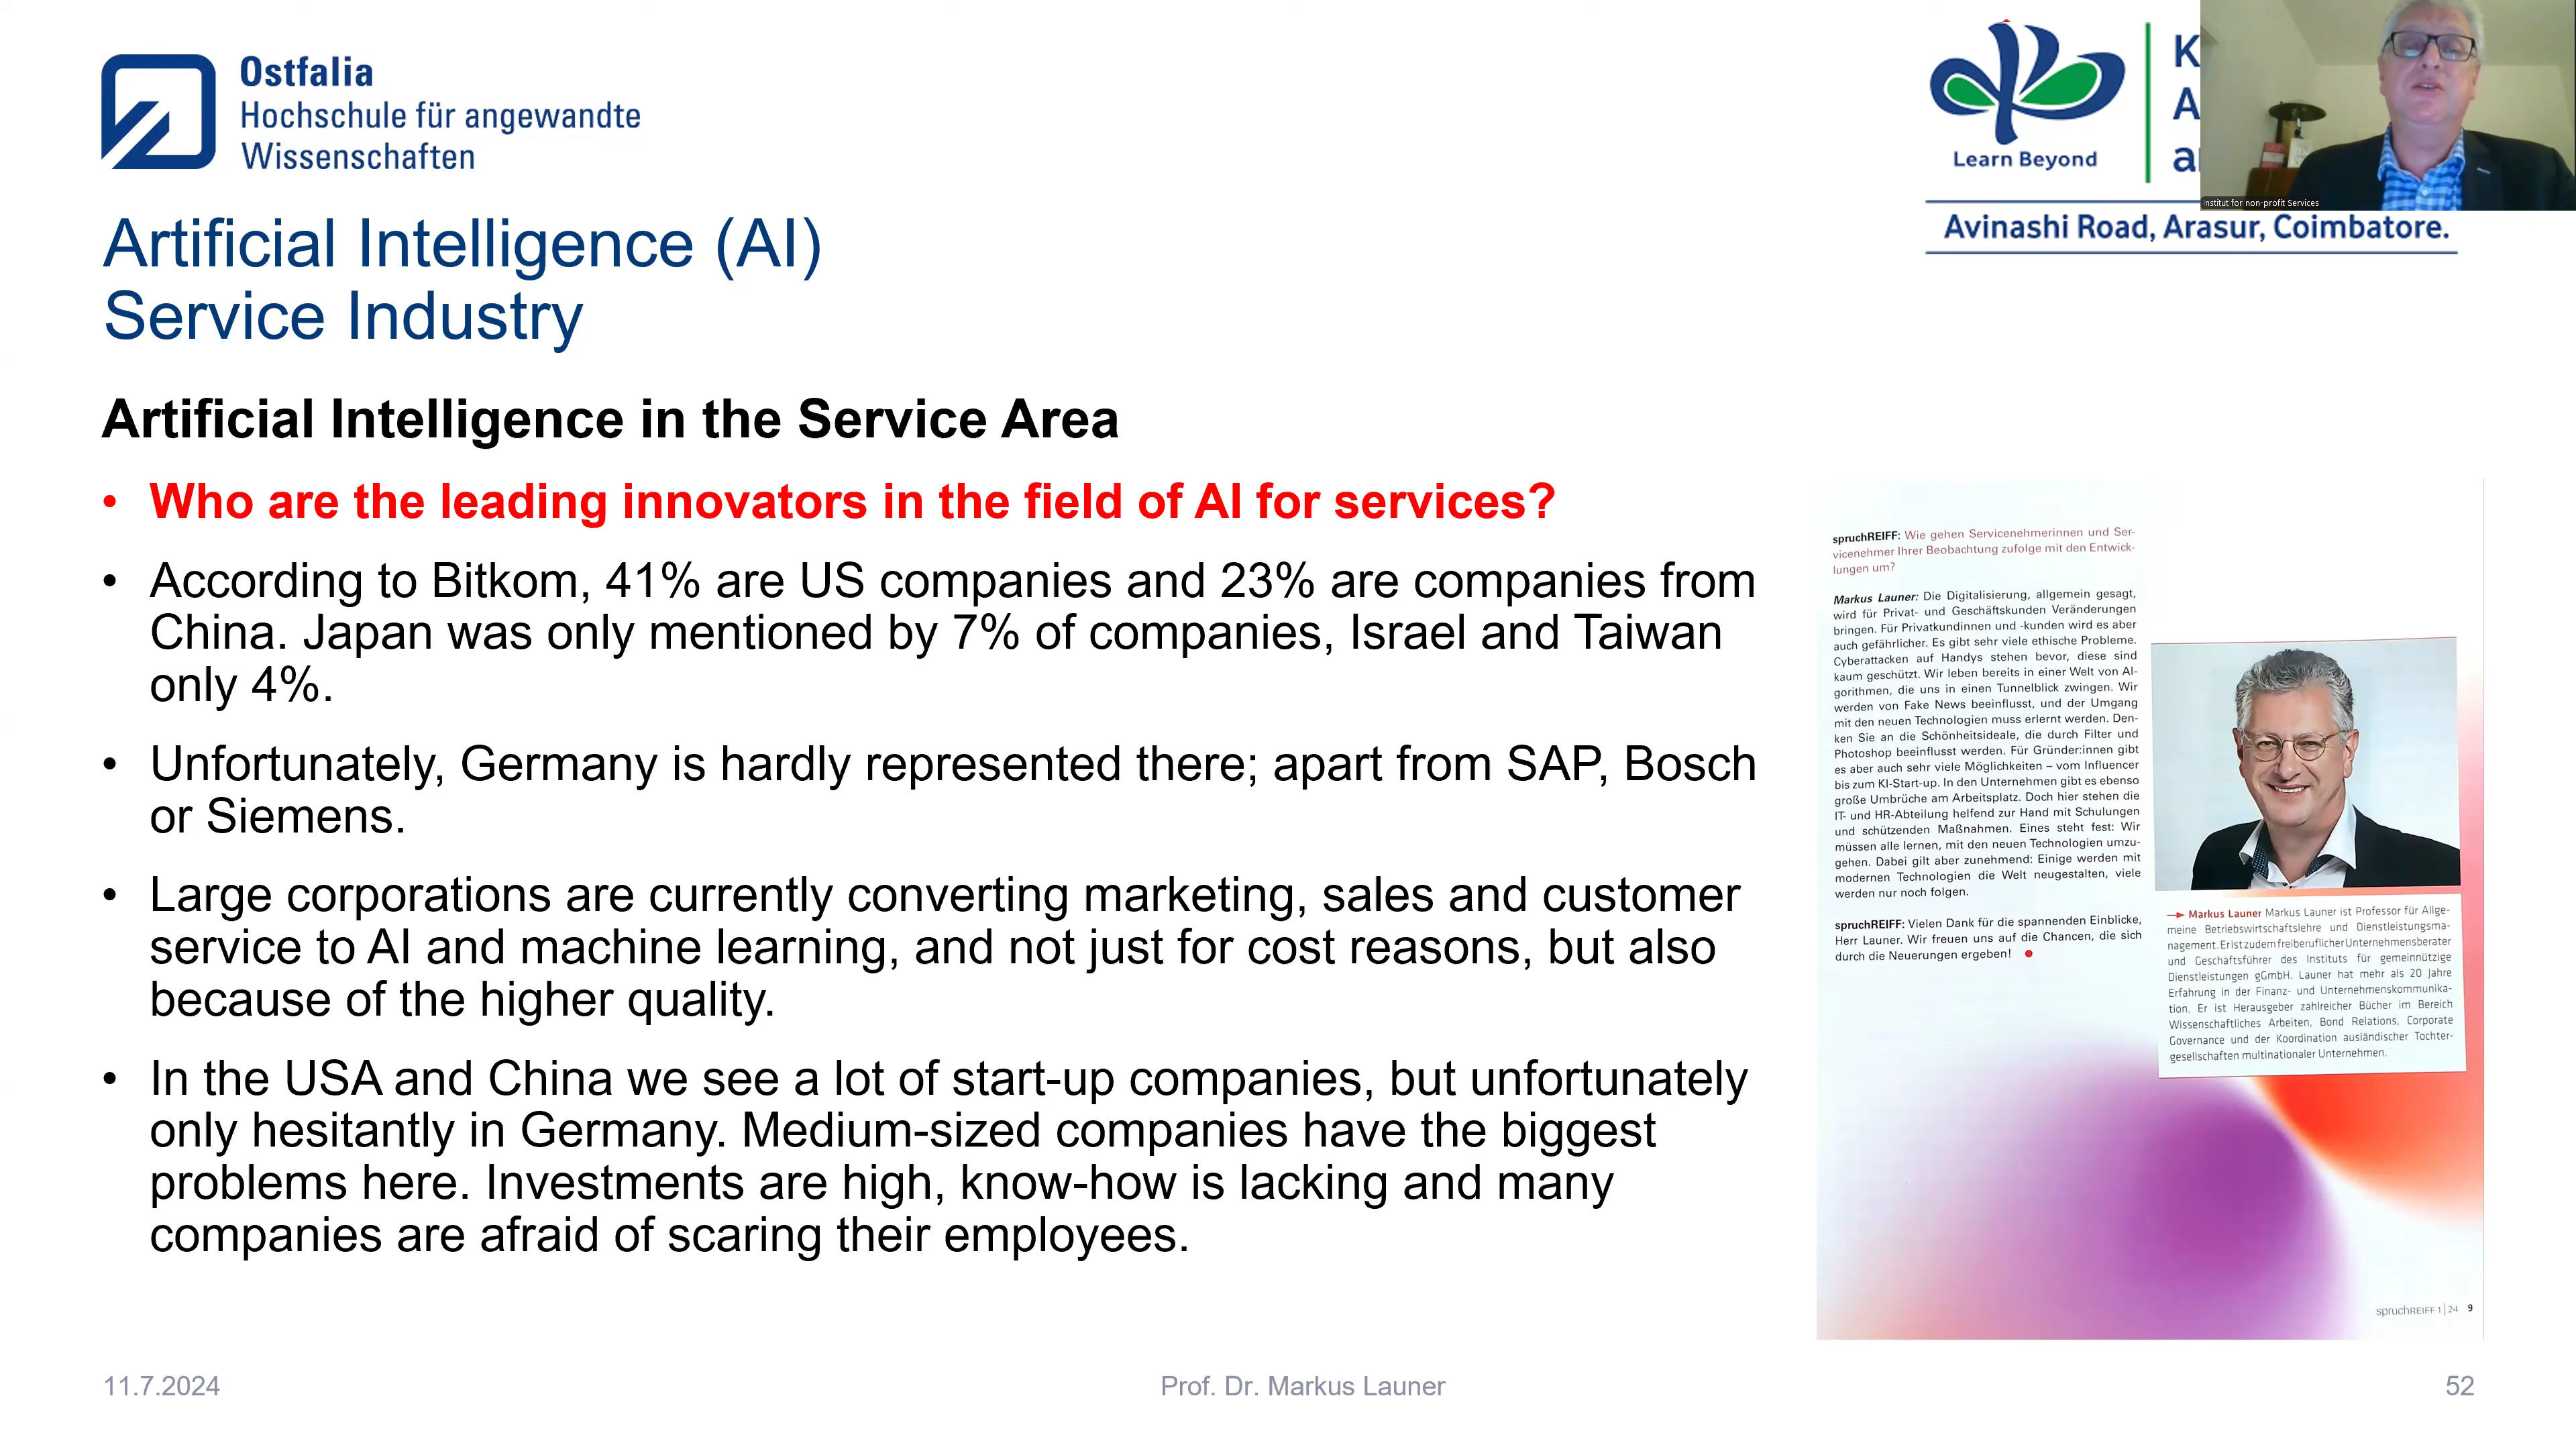 Ostfalia
Hochschule für angewandte
Wissenschaften
Learn Beyond
K
A
a
Institut for non-profit Services
Avinashi Road, Arasur, Coimbatore.
Artificial Intelligence (AI)
Service Industry
Artificial Intelligence in the Service Area
• Who are the leading innovators in the field of AI for services?
• According to Bitkom, 41% are US companies and 23% are companies from
China. Japan was only mentioned by 7% of companies, Israel and Taiwan
only 4%.
• Unfortunately, Germany is hardly represented there; apart from SAP, Bosch
or Siemens.
• Large corporations are currently converting marketing, sales and customer
service to AI and machine learning, and not just for cost reasons, but also
because of the higher quality.
• In the USA and China we see a lot of start-up companies, but unfortunately
only hesitantly in Germany. Medium-sized companies have the biggest
problems here. Investments are high, know-how is lacking and many
companies are afraid of scaring their employees.
spruchREIFF: Wie gehen Servicenehmerinnen und Ser-
vicenehmer Ihrer Beobachtung zufolge mit den Entwick-
lungen um?
Markus Launer: Die Digitalisierung, allgemein gesagt,
wird für Privat- und Geschäftskunden Veränderungen
bringen. Für Privatkundinnen und -kunden wird es aber
auch gefährlicher. Es gibt sehr viele ethische Probleme.
Cyberattacken auf Handys stehen bevor, diese sind
kaum geschützt. Wir leben bereits in einer Welt von Al-
gorithmen, die uns in einen Tunnelblick zwingen. Wir
werden von Fake News beeinflusst, und der Umgang
mit den neuen Technologien muss erlernt werden. Den-
ken Sie an die Schönheitsideale, die durch Filter und
Photoshop beeinflusst werden. Für Gründer:innen gibt
es aber auch sehr viele Möglichkeiten – vom Influencer
bis zum KI-Start-up. In den Unternehmen gibt es ebenso
große Umbrüche am Arbeitsplatz. Doch hier stehen die
IT- und HR-Abteilung helfend zur Hand mit Schulungen
und schützenden Maßnahmen. Eines steht fest: Wir
müssen alle lernen, mit den neuen Technologien umzu-
gehen. Dabei gilt aber zunehmend: Einige werden mit
modernen Technologien die Welt neugestalten, viele
werden nur noch folgen.
spruchREIFF: Vielen Dank für die spannenden Einblicke,
Herr Launer. Wir freuen uns auf die Chancen, die sich
durch die Neuerungen ergeben!
Markus Launer Markus Launer ist Professor für Allge-
meine Betriebswirtschaftslehre und Dienstleistungsma-
nagement. Er ist zudem freiberuflicher Unternehmensberater
und Geschäftsführer des Instituts für gemeinnützige
Dienstleistungen gGmbH. Launer hat mehr als 20 Jahre
Erfahrung in der Finanz- und Unternehmenskommunika-
tion. Er ist Herausgeber zahlreicher Bücher im Bereich
Wissenschaftliches Arbeiten, Bond Relations, Corporate
Governance und der Koordination ausländischer Tochter-
gesellschaften multinationaler Unternehmen.
spruchREIFF 1 | 24 9
11.7.2024
Prof. Dr. Markus Launer
52